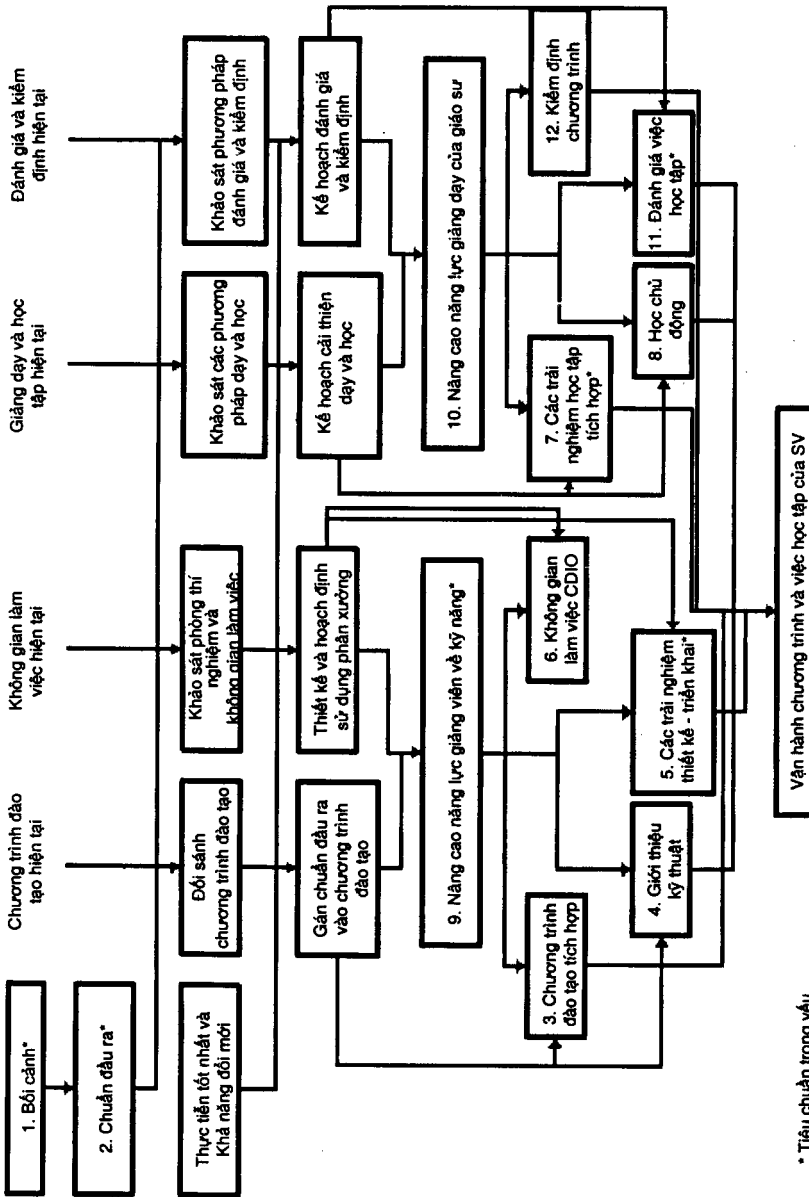 1. Bối cảnh*
2. Chuẩn đầu ra*
Chương trình đào
tạo hiện tại
Không gian làm
việc hiện tại
Giảng dạy và học
tập hiện tại
Đánh giá và kiểm
định hiện tại
Thực tiễn tốt nhất và
Khả năng đổi mới
Đối sánh
chương trình đào tạo
Khảo sát phòng thí
nghiệm và
không gian làm việc
Khảo sát các phương
pháp dạy và học
Khảo sát phương pháp
đánh giá và kiểm định
Gán chuẩn đầu ra
vào chương trình
đào tạo
Thiết kế và hoạch định
sử dụng phân xưởng
Kế hoạch cải thiện
dạy và học
Kế hoạch đánh giá
và kiểm định
9. Nâng cao năng lực giảng viên về kỹ năng*
10. Nâng cao năng lực giảng dạy của giáo sư
3. Chương trình
đào tạo tích hợp
6. Không gian
làm việc CDIO
7. Các trải
nghiệm học tập
tích hợp*
12. Kiểm định
chương trình
4. Giới thiệu
kỹ thuật
5. Các trải nghiệm
thiết kế - triển khai*
8. Học chủ
động
11. Đánh giá việc
học tập*
Vận hành chương trình và việc học tập của SV
* Tiêu chuẩn trọng yếu